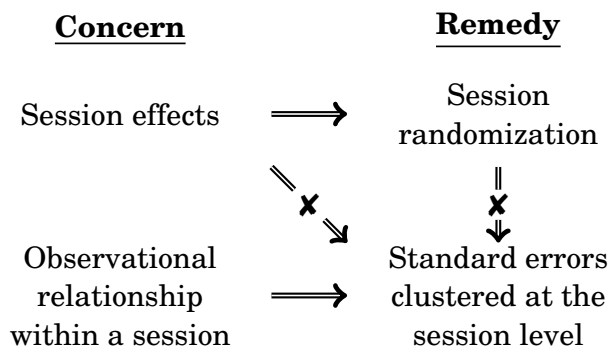 Concern
Remedy
Session effects
Session
randomization
Observational
relationship
within a session
Standard errors
clustered at the
session level